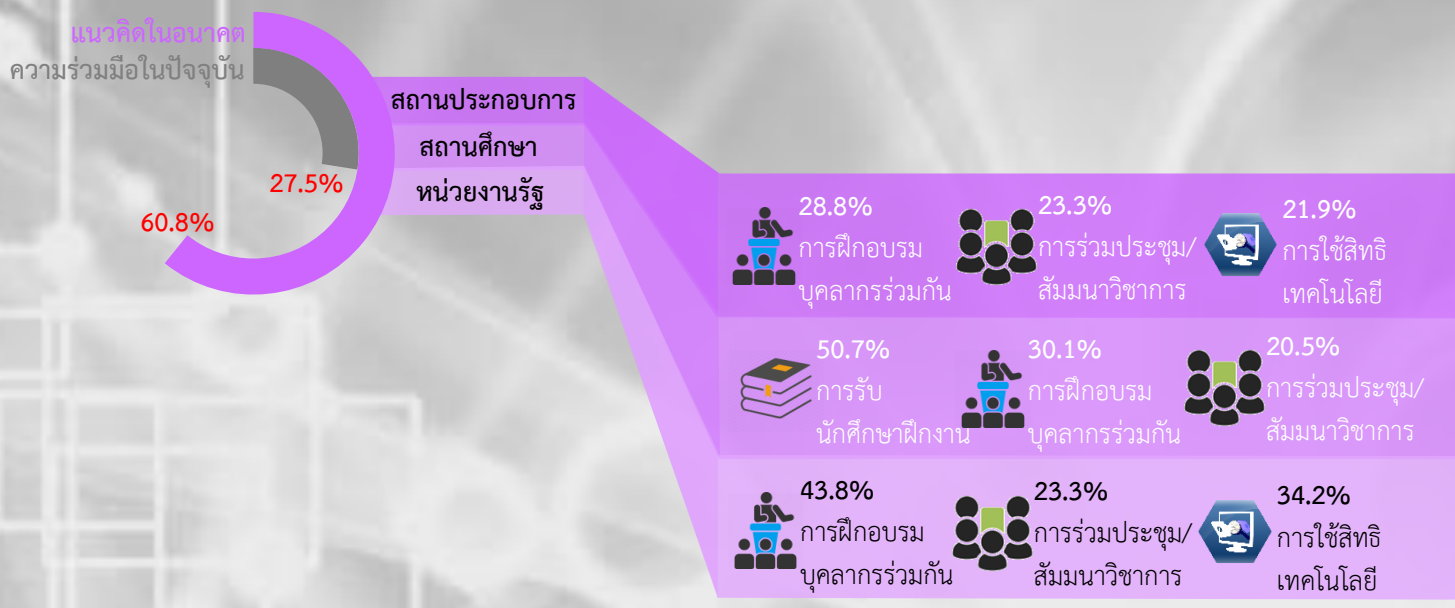 แนวคิดในอนาคต
ความร่วมมือในปัจจุบัน
27.5%
60.8%
สถานประกอบการ
สถานศึกษา
หน่วยงานรัฐ
28.8%
การฝึกอบรม
บุคลากรร่วมกัน
23.3%
การร่วมประชุม/
สัมมนาวิชาการ
21.9%
การใช้สิทธิ
เทคโนโลยี
50.7%
การรับ
นักศึกษาฝึกงาน
30.1%
การฝึกอบรม
บุคลากรร่วมกัน
20.5%
การร่วมประชุม/
สัมมนาวิชาการ
43.8%
การฝึกอบรม
บุคลากรร่วมกัน
23.3%
การร่วมประชุม/
สัมมนาวิชาการ
34.2%
การใช้สิทธิ
เทคโนโลยี